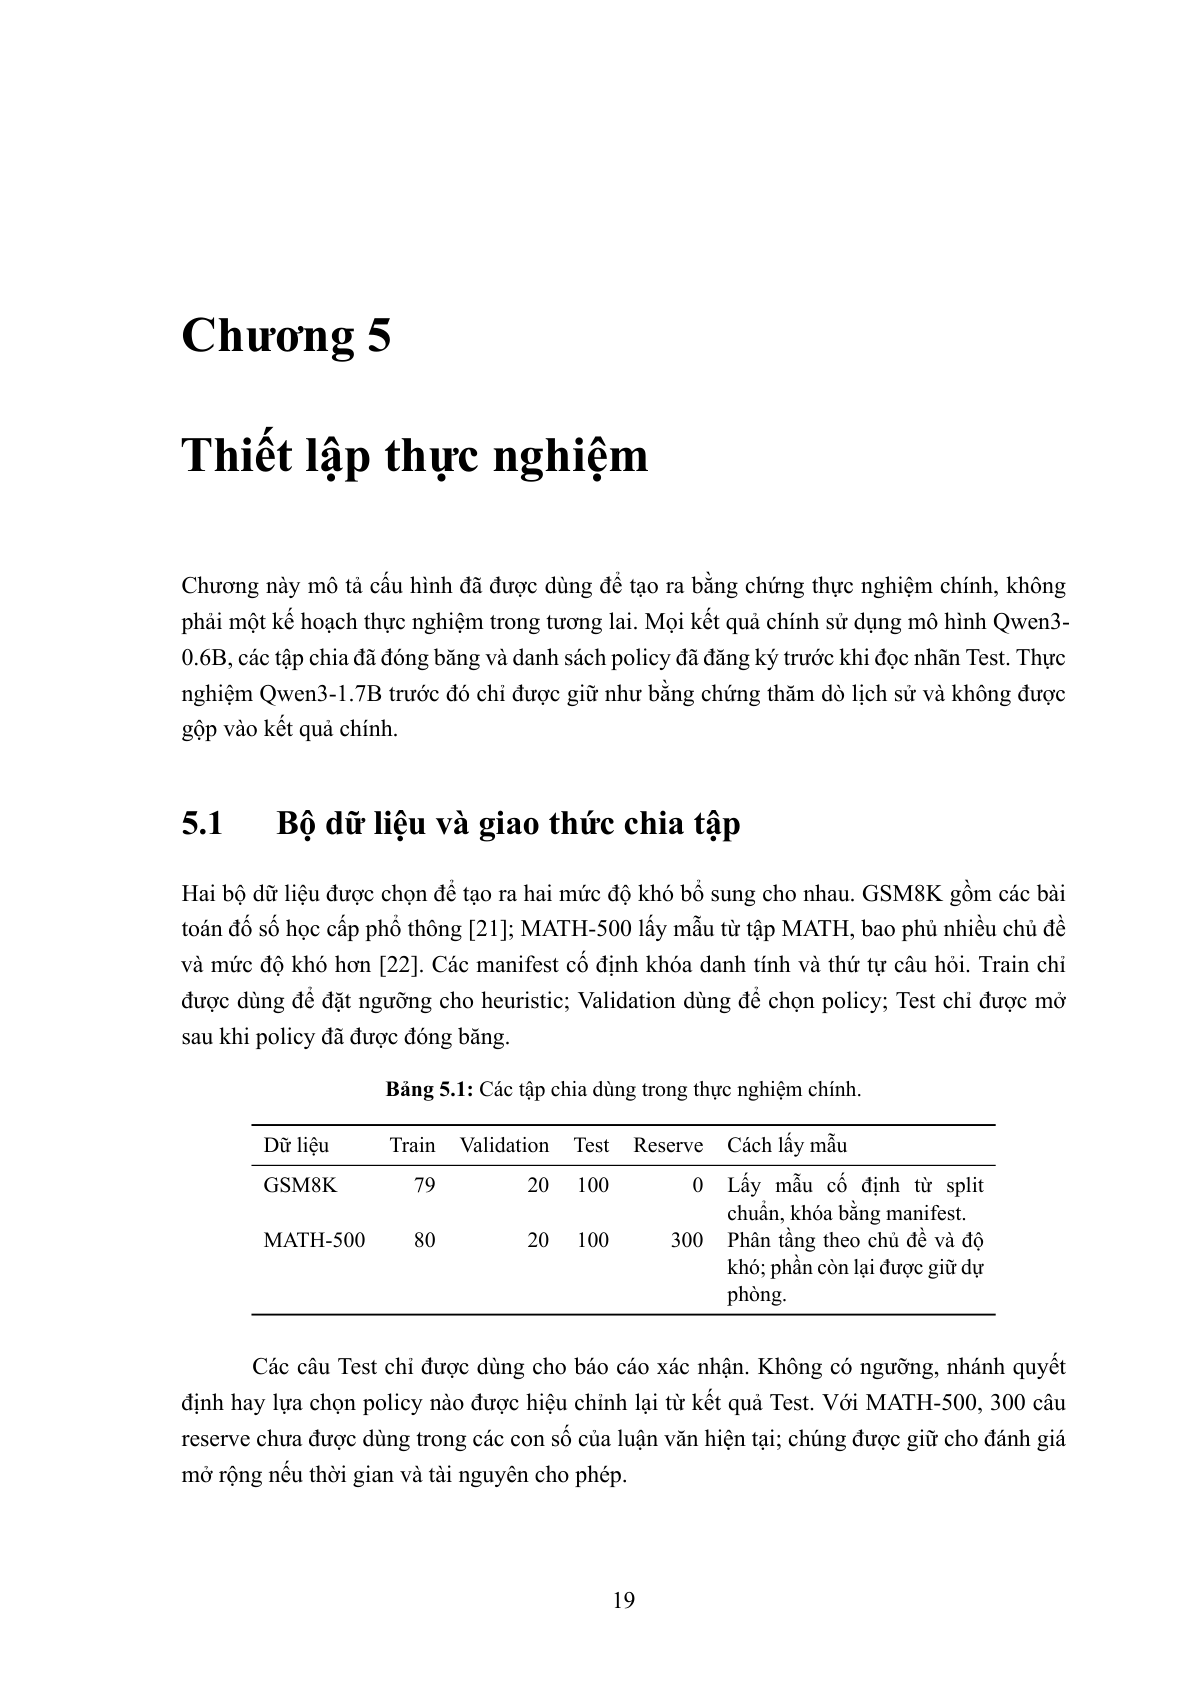 Chương 5
Thiết lập thực nghiệm
Chương này mô tả cấu hình đã được dùng để tạo ra bằng chứng thực nghiệm chính, không
phải một kế hoạch thực nghiệm trong tương lai. Mọi kết quả chính sử dụng mô hình Qwen3-
0.6B, các tập chia đã đóng băng và danh sách policy đã đăng ký trước khi đọc nhãn Test. Thực
nghiệm Qwen3-1.7B trước đó chỉ được giữ như bằng chứng thăm dò lịch sử và không được
gộp vào kết quả chính.
5.1 Bộ dữ liệu và giao thức chia tập
Hai bộ dữ liệu được chọn để tạo ra hai mức độ khó bổ sung cho nhau. GSM8K gồm các bài
toán đố số học cấp phổ thông [21]; MATH-500 lấy mẫu từ tập MATH, bao phủ nhiều chủ đề
và mức độ khó hơn [22]. Các manifest cố định khóa danh tính và thứ tự câu hỏi. Train chỉ
được dùng để đặt ngưỡng cho heuristic; Validation dùng để chọn policy; Test chỉ được mở
sau khi policy đã được đóng băng.
Bảng 5.1: Các tập chia dùng trong thực nghiệm chính.
Dữ liệu Train Validation Test Reserve Cách lấy mẫu
GSM8K 79 20 100 0 Lấy mẫu cố định từ split
chuẩn, khóa bằng manifest.
MATH-500 80 20 100 300 Phân tầng theo chủ đề và độ
khó; phần còn lại được giữ dự
phòng.
Các câu Test chỉ được dùng cho báo cáo xác nhận. Không có ngưỡng, nhánh quyết
định hay lựa chọn policy nào được hiệu chỉnh lại từ kết quả Test. Với MATH-500, 300 câu
reserve chưa được dùng trong các con số của luận văn hiện tại; chúng được giữ cho đánh giá
mở rộng nếu thời gian và tài nguyên cho phép.
19